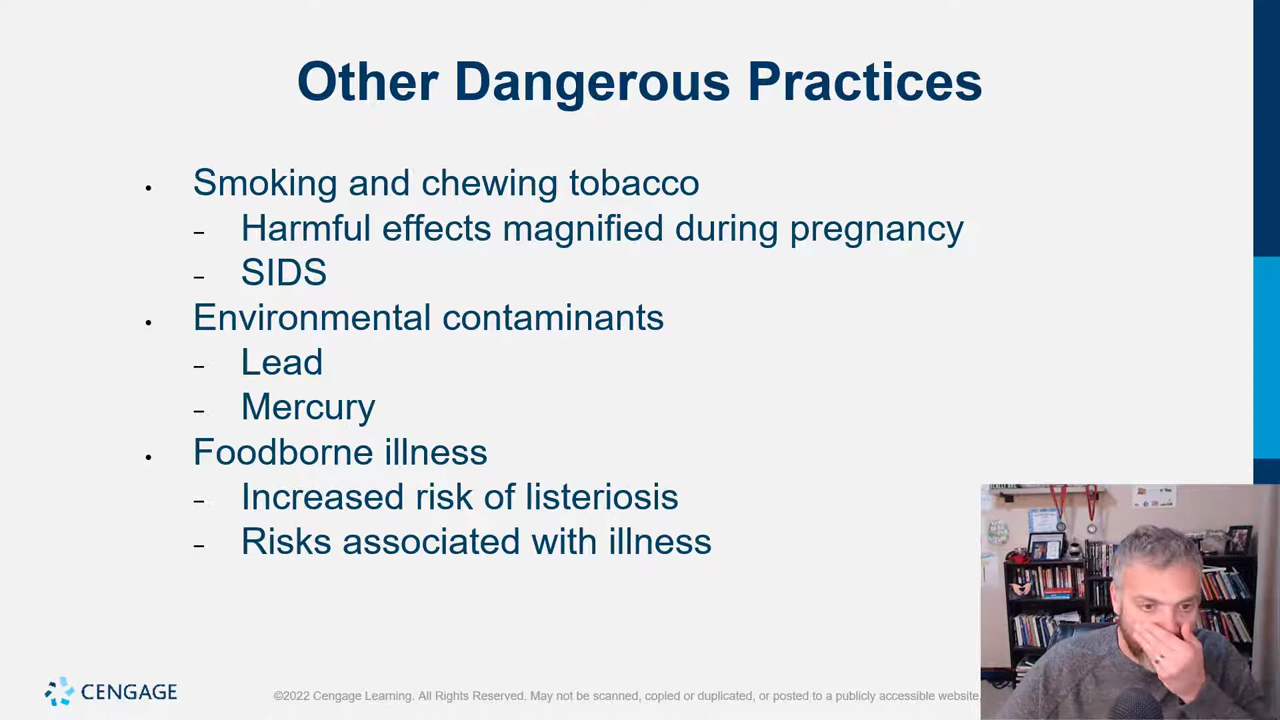 Other Dangerous Practices
• Smoking and chewing tobacco
– Harmful effects magnified during pregnancy
– SIDS
• Environmental contaminants
– Lead
– Mercury
• Foodborne illness
– Increased risk of listeriosis
– Risks associated with illness
CENGAGE
©2022 Cengage Learning. All Rights Reserved. May not be scanned, copied or duplicated, or posted to a publicly accessible website,